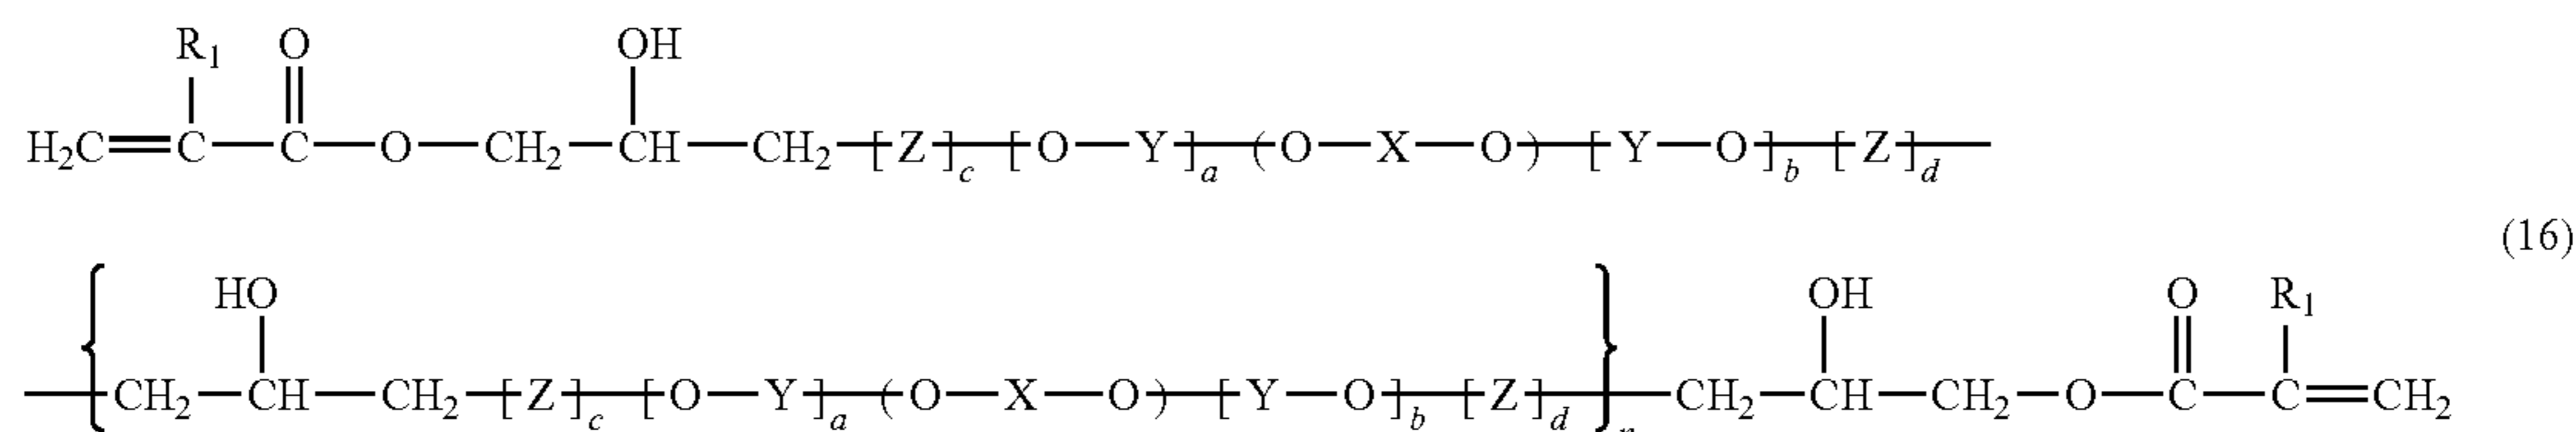 R₁ O OH
H₂C=C—C—O—CH₂—CH—CH₂—[Z]c—[O—Y]a—(O—X—O)—[Y—O]b—[Z]d—
(16)
HO OH O R₁
—{CH₂—CH—CH₂—[Z]c—[O—Y]a—(O—X—O)—[Y—O]b—[Z]d}—CH₂—CH—CH₂—O—C—C=CH₂